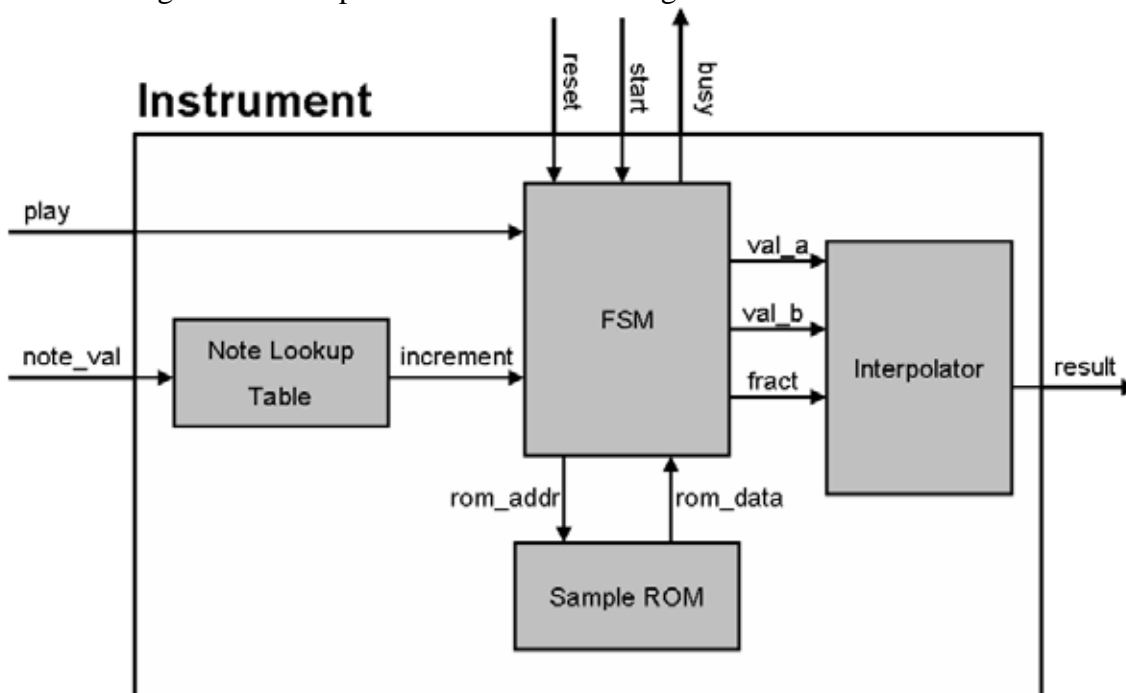 reset
start
busy
Instrument
play
note_val
Note Lookup
Table
increment
FSM
val_a
val_b
fract
Interpolator
result
rom_addr
rom_data
Sample ROM